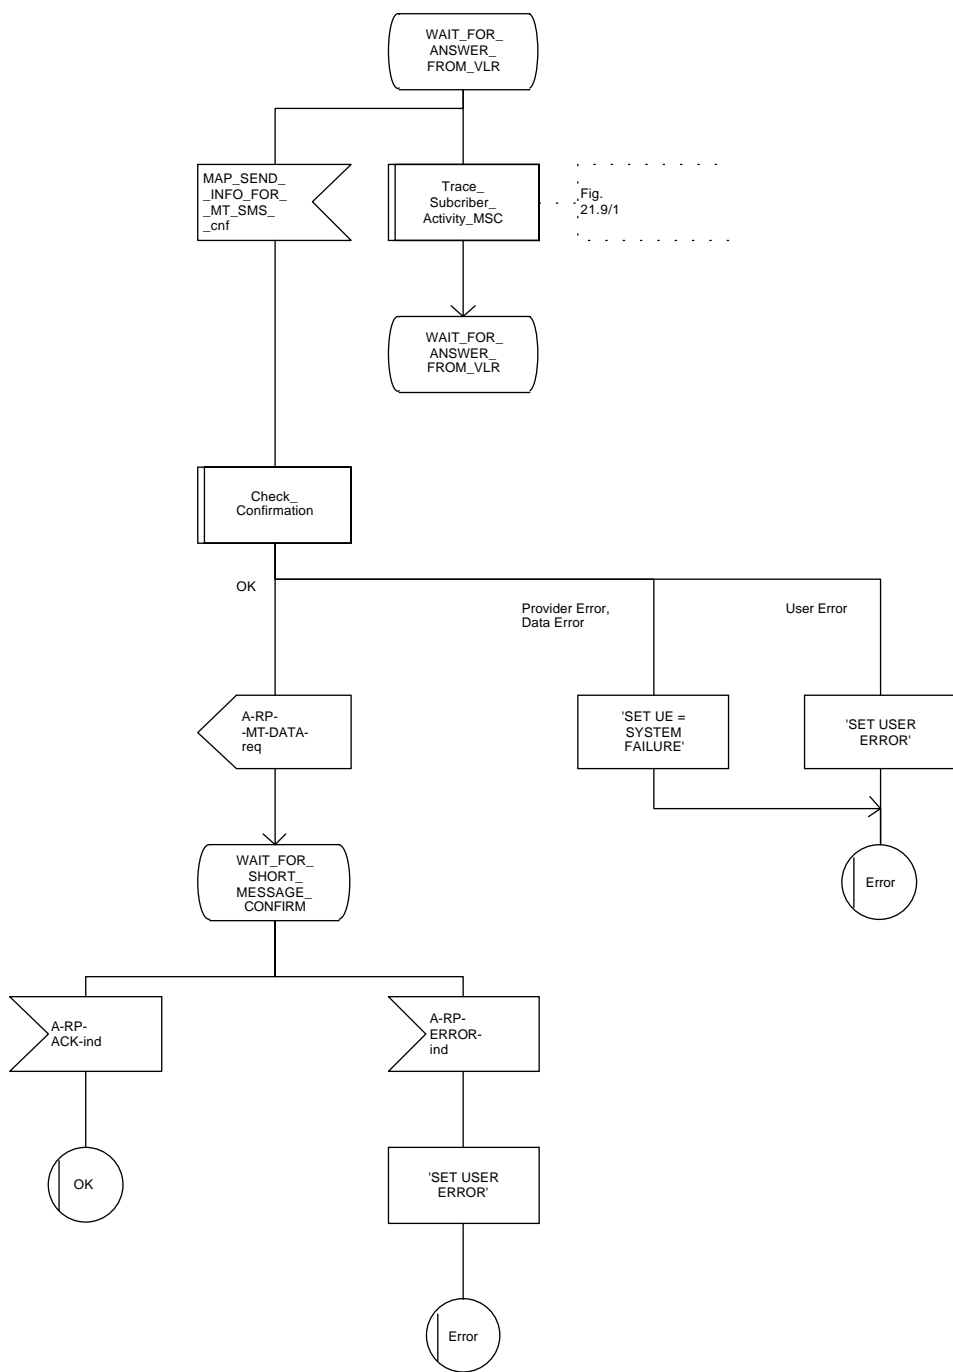 WAIT_FOR_
ANSWER_
FROM_VLR
MAP_SEND_
_INFO_FOR_
_MT_SMS_
_cnf
Trace_
Subcriber_
Activity_MSC
Fig.
21.9/1
WAIT_FOR_
ANSWER_
FROM_VLR
Check_
Confirmation
OK
Provider Error,
Data Error
User Error
A-RP-
-MT-DATA-
req
'SET UE =
SYSTEM
FAILURE'
'SET USER
ERROR'
WAIT_FOR_
SHORT_
MESSAGE_
CONFIRM
Error
A-RP-
ACK-ind
A-RP-
ERROR-
ind
OK
'SET USER
ERROR'
Error